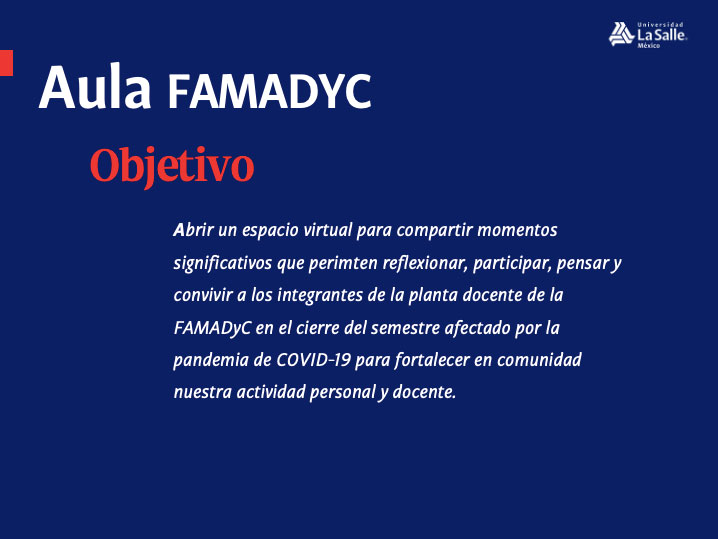 Universidad
La Salle
México
Aula FAMADYC
Objetivo
Abrir un espacio virtual para compartir momentos
significativos que perimten reflexionar, participar, pensar y
convivir a los integrantes de la planta docente de la
FAMADyC en el cierre del semestre afectado por la
pandemia de COVID-19 para fortalecer en comunidad
nuestra actividad personal y docente.